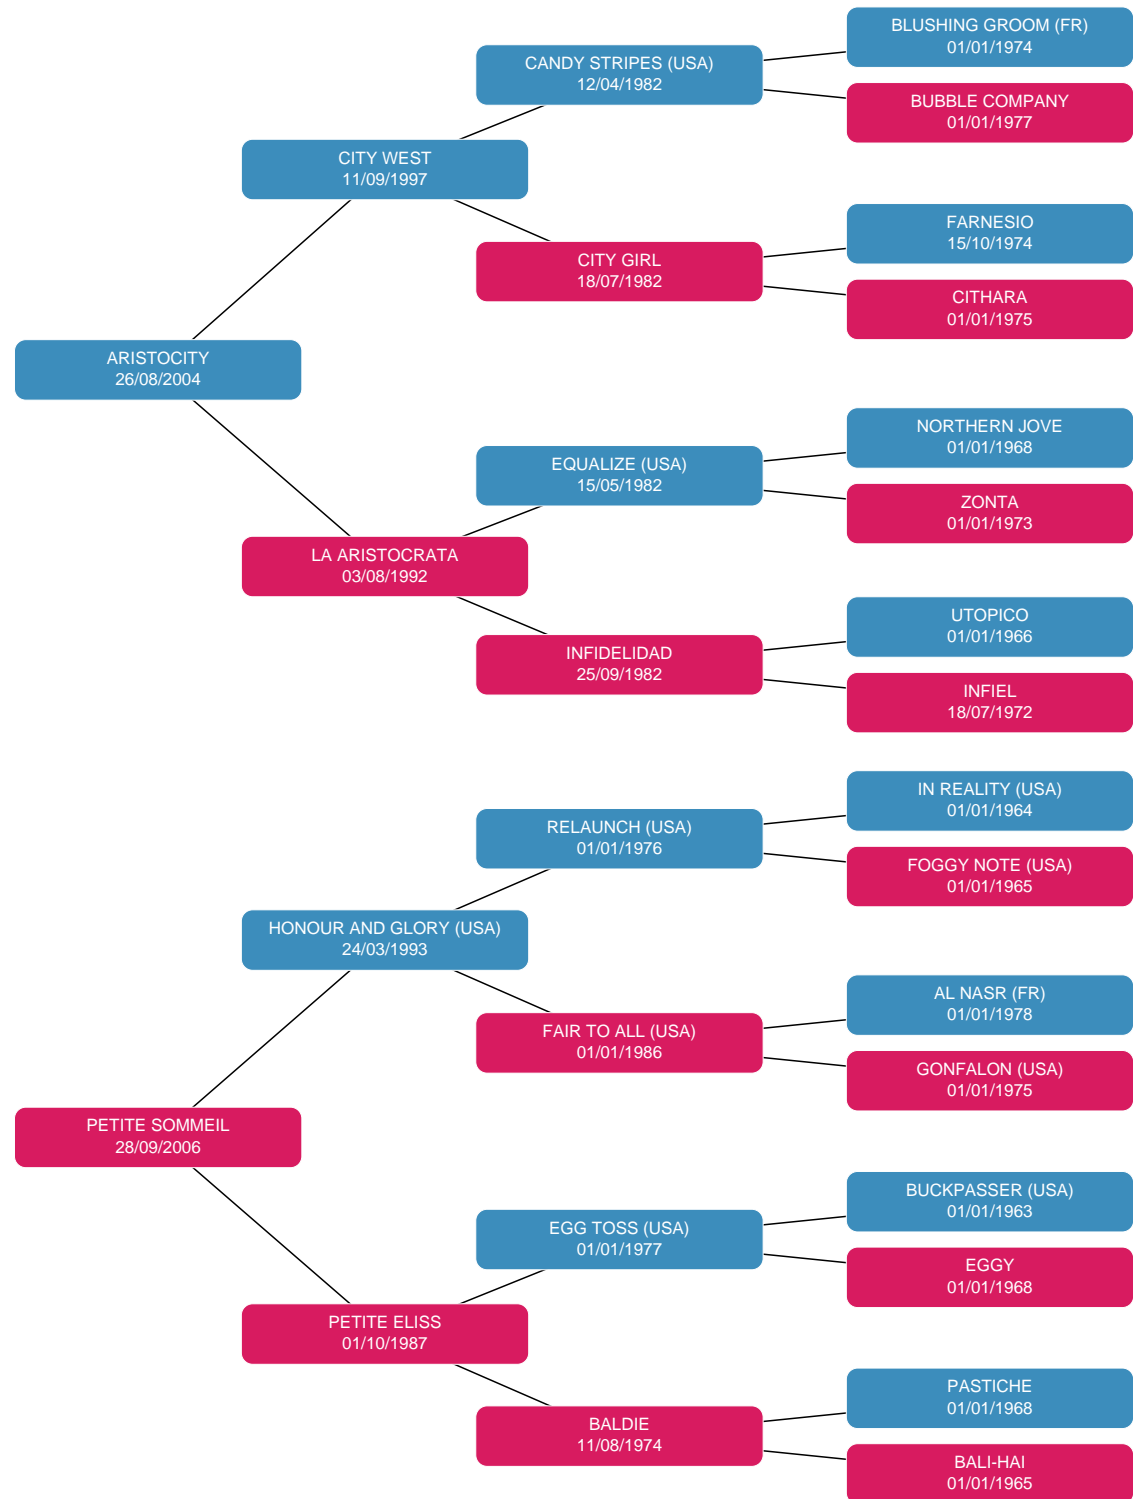 BLUSHING GROOM (FR)
01/01/1974
CANDY STRIPES (USA)
12/04/1982
BUBBLE COMPANY
01/01/1977
CITY WEST
11/09/1997
FARNESIO
15/10/1974
CITY GIRL
18/07/1982
CITHARA
01/01/1975
ARISTOCITY
26/08/2004
NORTHERN JOVE
01/01/1968
EQUALIZE (USA)
15/05/1982
ZONTA
01/01/1973
LA ARISTOCRATA
03/08/1992
UTOPICO
01/01/1966
INFIDELIDAD
25/09/1982
INFIEL
18/07/1972
IN REALITY (USA)
01/01/1964
RELAUNCH (USA)
01/01/1976
FOGGY NOTE (USA)
01/01/1965
HONOUR AND GLORY (USA)
24/03/1993
AL NASR (FR)
01/01/1978
FAIR TO ALL (USA)
01/01/1986
GONFALON (USA)
01/01/1975
PETITE SOMMEIL
28/09/2006
BUCKPASSER (USA)
01/01/1963
EGG TOSS (USA)
01/01/1977
EGGY
01/01/1968
PETITE ELISS
01/10/1987
PASTICHE
01/01/1968
BALDIE
11/08/1974
BALI-HAI
01/01/1965